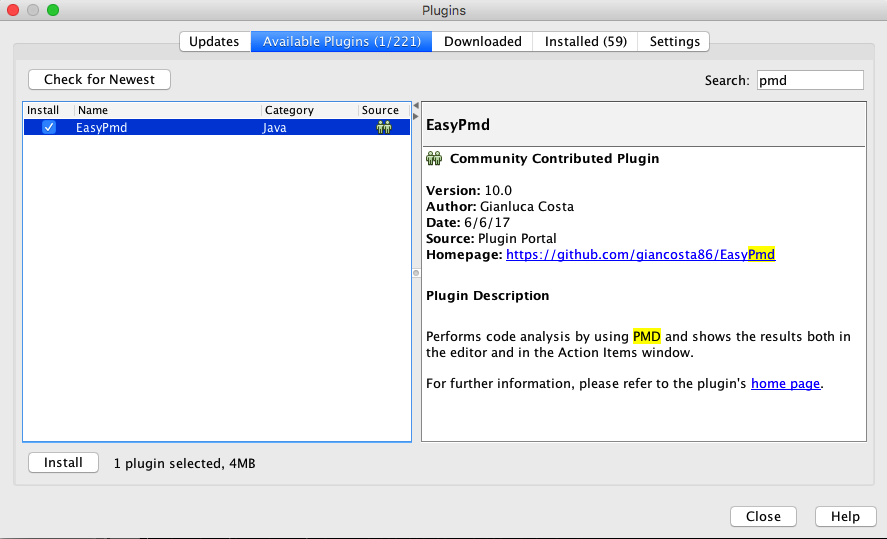 Plugins
Updates
Available Plugins (1/221)
Downloaded
Installed (59)
Settings
Check for Newest
Search: pmd
Install Name Category Source
EasyPmd Java
EasyPmd
Community Contributed Plugin
Version: 10.0
Author: Gianluca Costa
Date: 6/6/17
Source: Plugin Portal
Homepage: https://github.com/giancosta86/EasyPmd
Plugin Description
Performs code analysis by using PMD and shows the results both in
the editor and in the Action Items window.
For further information, please refer to the plugin's home page.
Install
1 plugin selected, 4MB
Close
Help